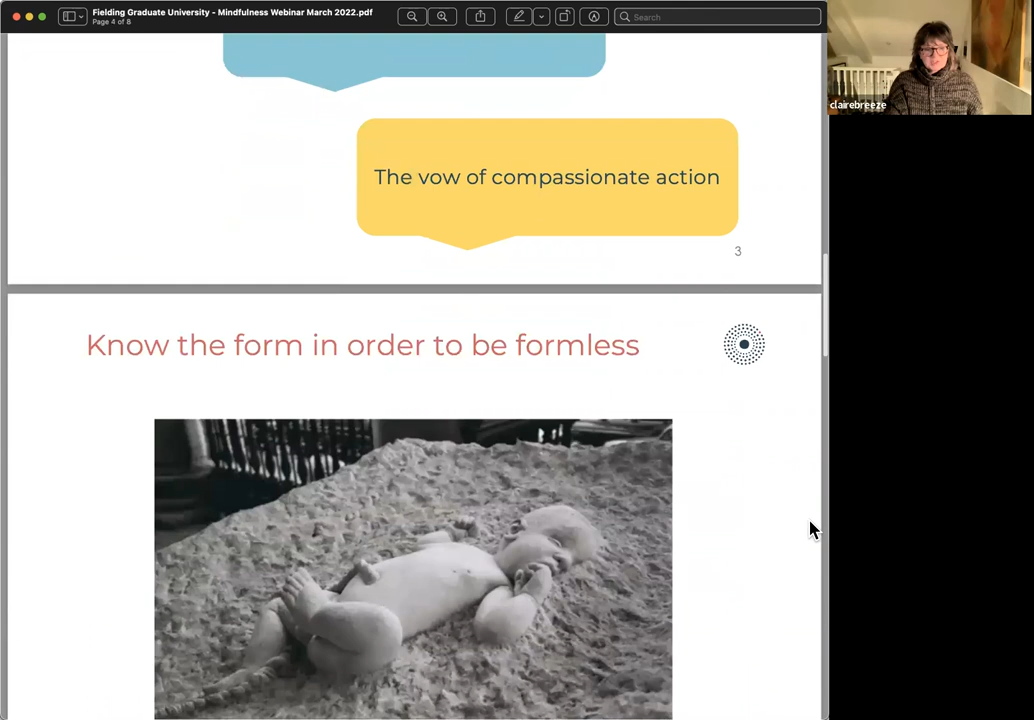 Fielding Graduate University - Mindfulness Webinar March 2022.pdf
Page 4 of 8
Search
clairebreeze
The vow of compassionate action
3
Know the form in order to be formless